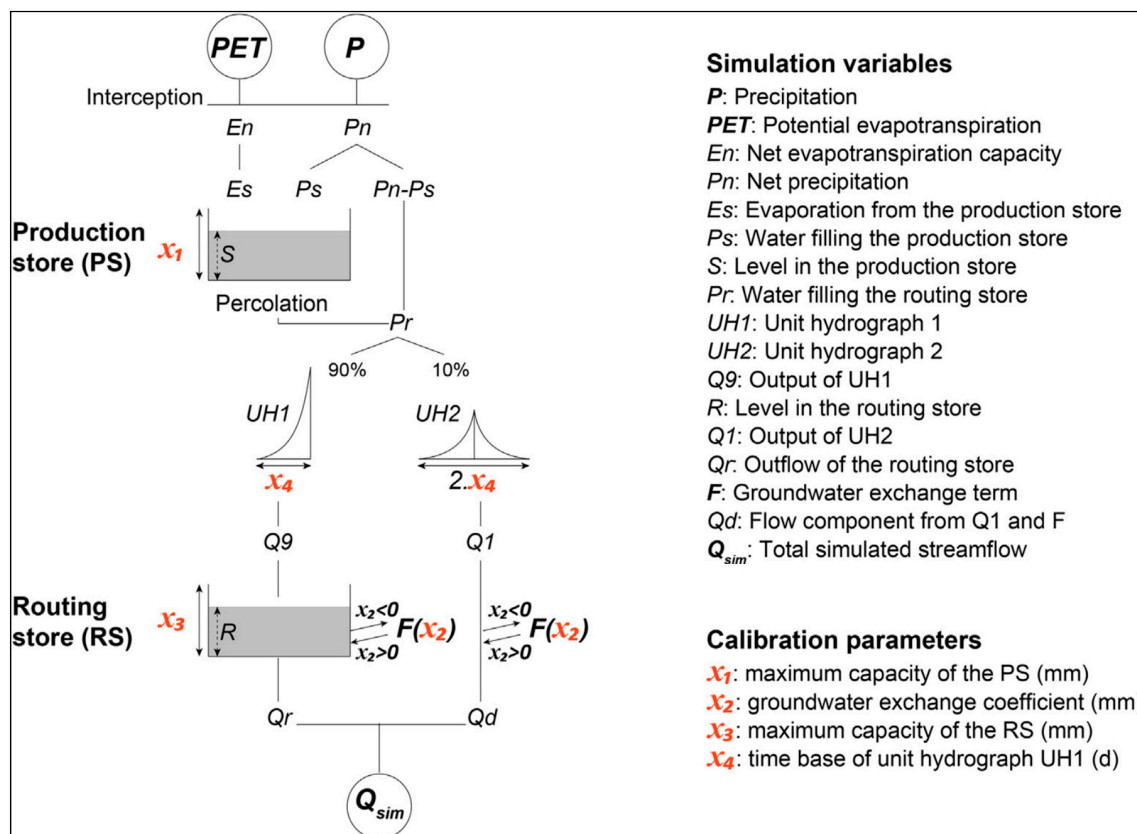 PET
P
Interception
En
Pn
Es
Ps
Pn-Ps
Production
store (PS)
x₁
S
Percolation
Pr
90%
10%
UH1
UH2
x₄
2.x₄
Q9
Q1
Routing
store (RS)
x₃
R
x₂<0
F(x₂)
x₂>0
x₂<0
F(x₂)
x₂>0
Qr
Qd
Qsim
Simulation variables
P: Precipitation
PET: Potential evapotranspiration
En: Net evapotranspiration capacity
Pn: Net precipitation
Es: Evaporation from the production store
Ps: Water filling the production store
S: Level in the production store
Pr: Water filling the routing store
UH1: Unit hydrograph 1
UH2: Unit hydrograph 2
Q9: Output of UH1
R: Level in the routing store
Q1: Output of UH2
Qr: Outflow of the routing store
F: Groundwater exchange term
Qd: Flow component from Q1 and F
Qsim: Total simulated streamflow
Calibration parameters
x₁: maximum capacity of the PS (mm)
x₂: groundwater exchange coefficient (mm
x₃: maximum capacity of the RS (mm)
x₄: time base of unit hydrograph UH1 (d)